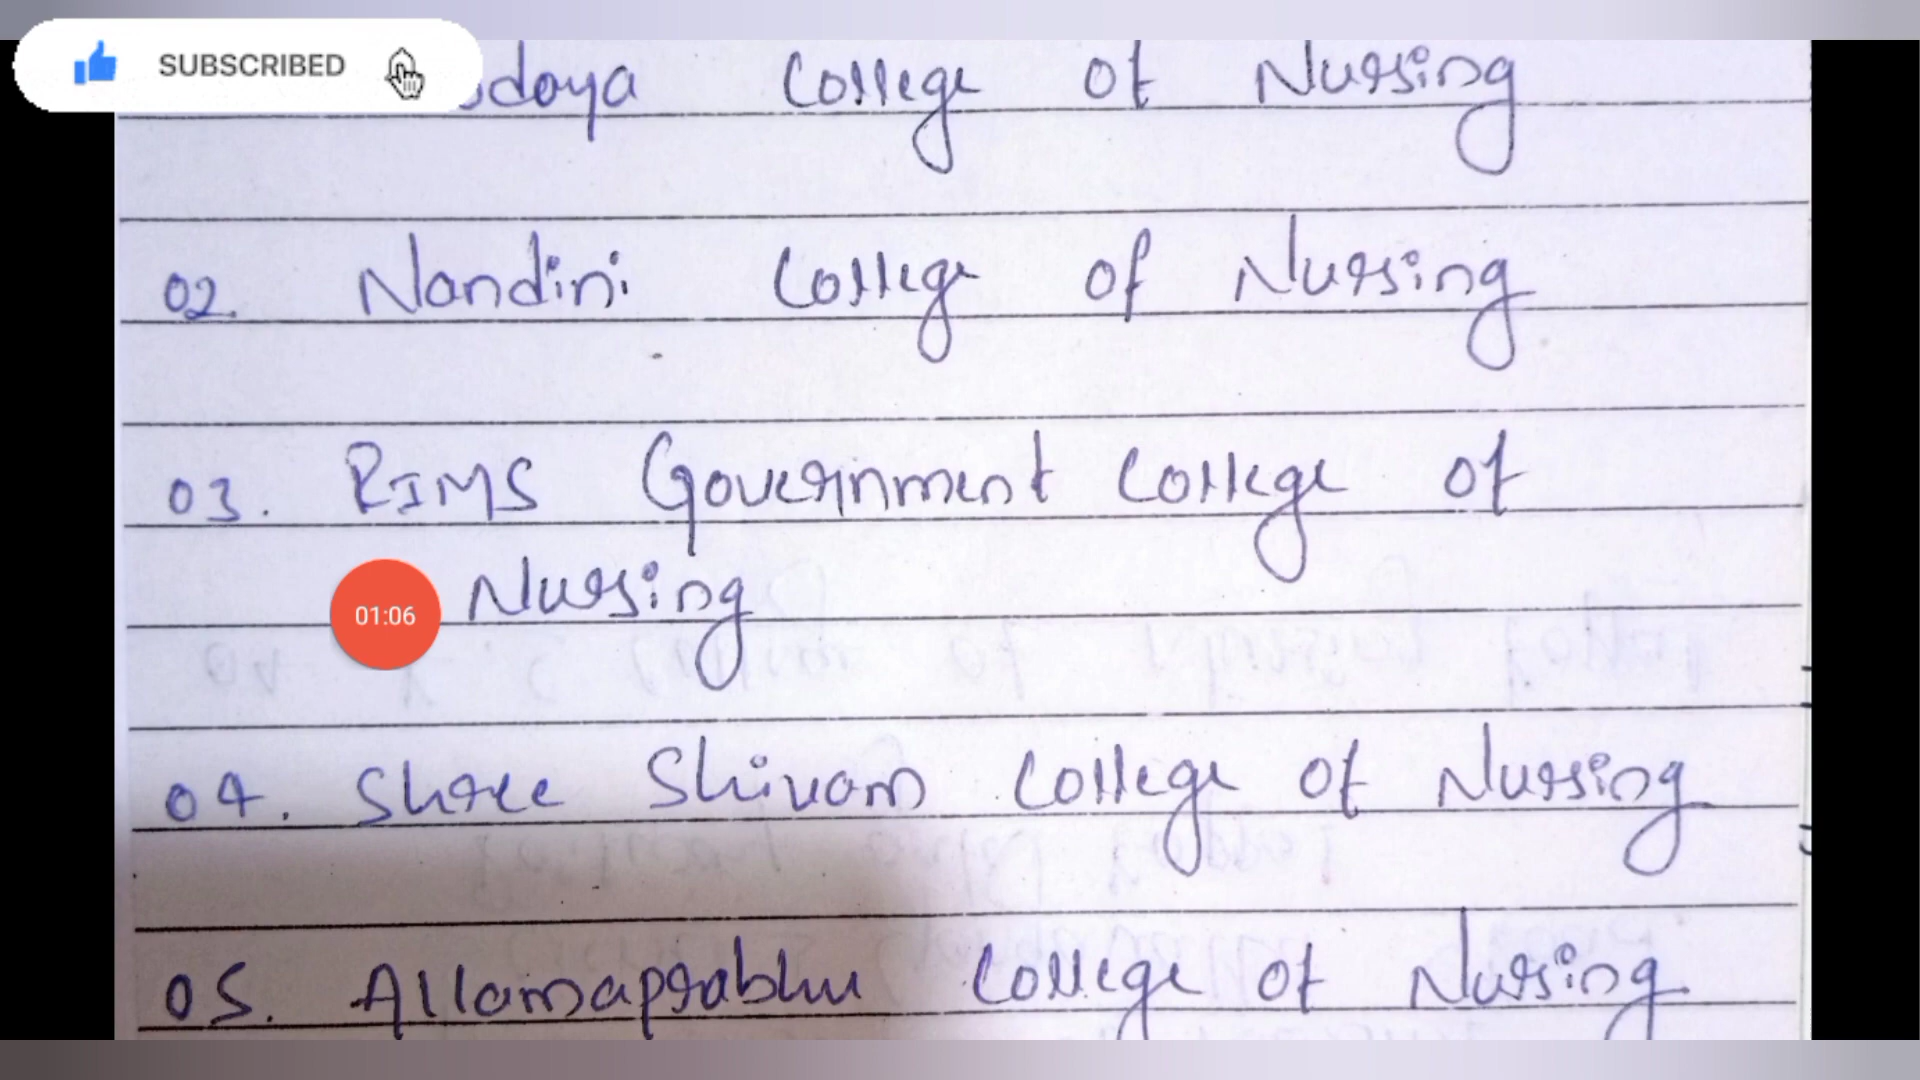 SUBSCRIBED
College of Nursing
02. Nandini College of Nursing
03. RIMS Government College of
01:06
Nursing
04. Shree Shivam College of Nursing
05. Allamaprabhu College of Nursing